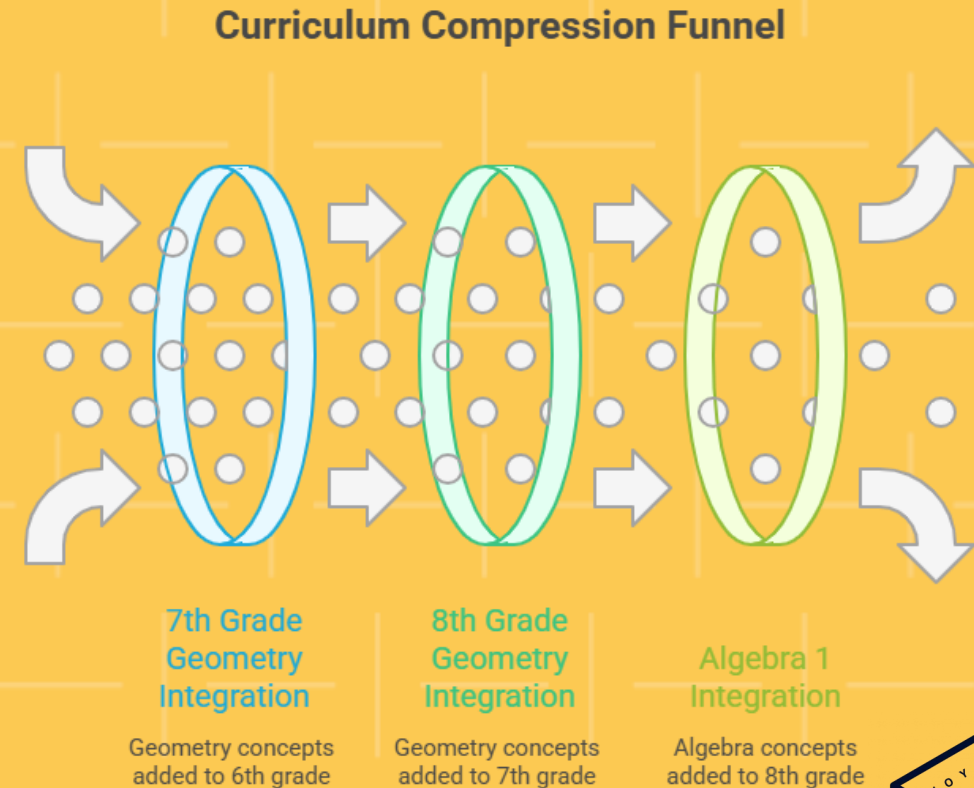 Curriculum Compression Funnel
7th Grade
Geometry
Integration
Geometry concepts
added to 6th grade
8th Grade
Geometry
Integration
Geometry concepts
added to 7th grade
Algebra 1
Integration
Algebra concepts
added to 8th grade